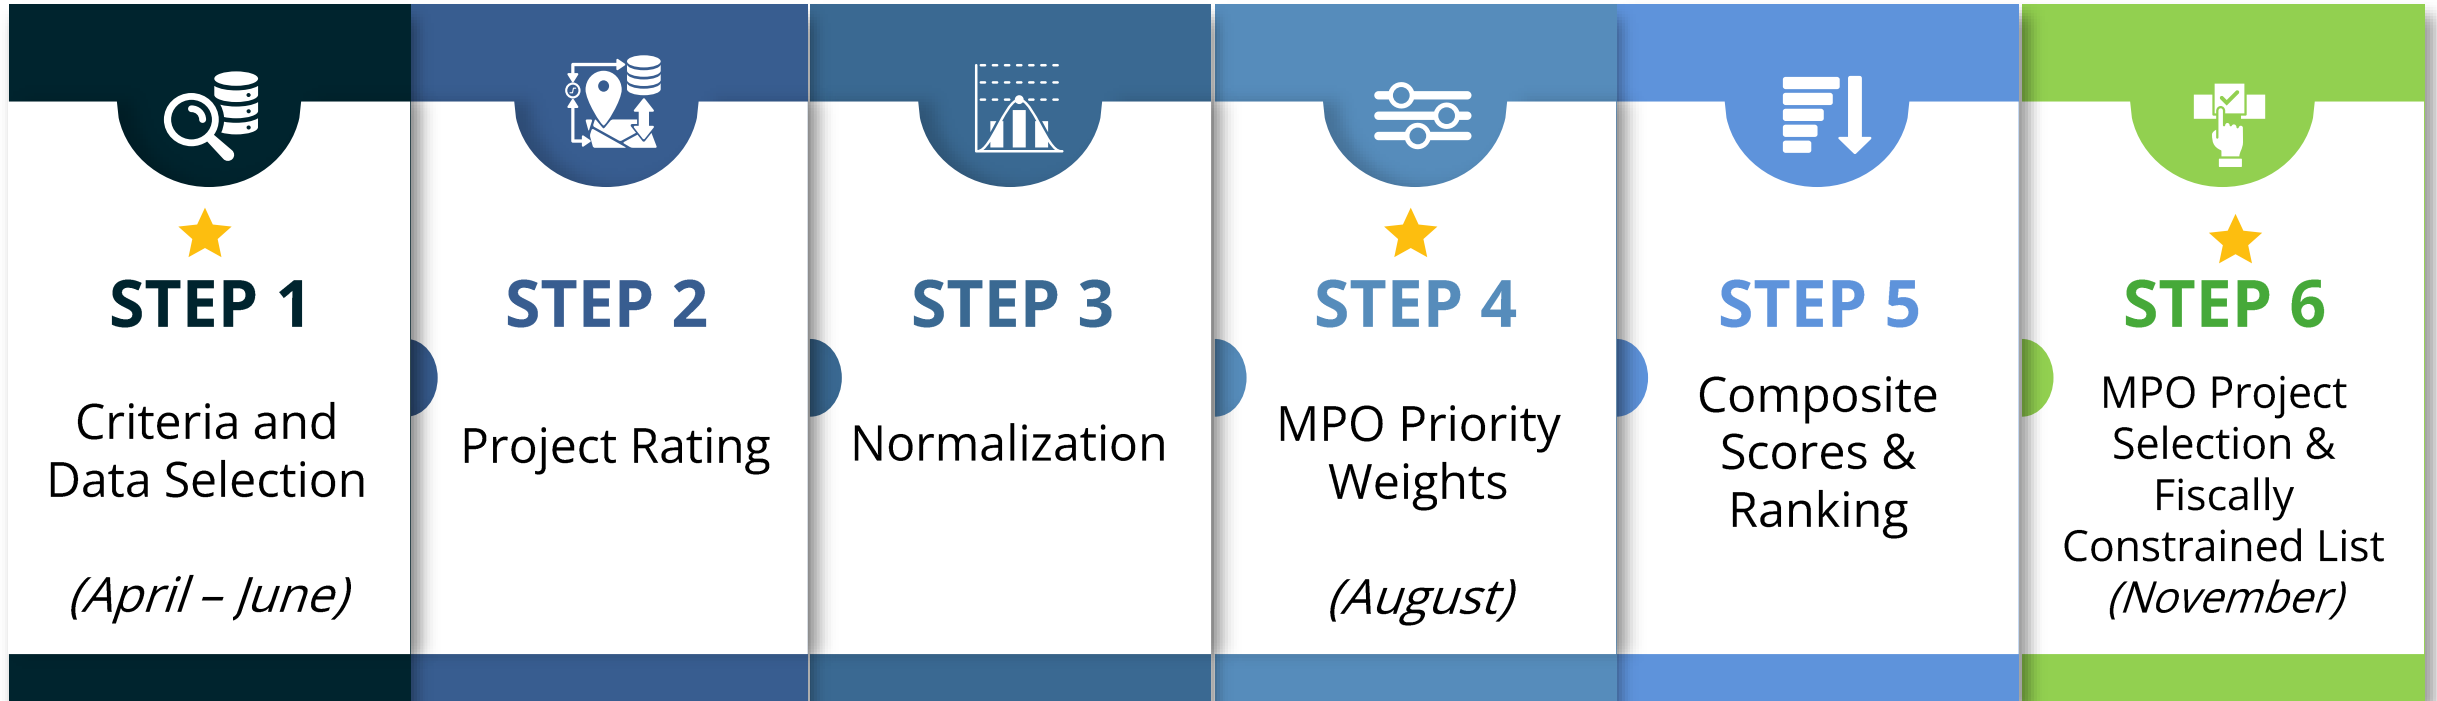 STEP 1
Criteria and
Data Selection
(April – June)
STEP 2
Project Rating
STEP 3
Normalization
STEP 4
MPO Priority
Weights
(August)
STEP 5
Composite
Scores &
Ranking
STEP 6
MPO Project
Selection &
Fiscally
Constrained List
(November)